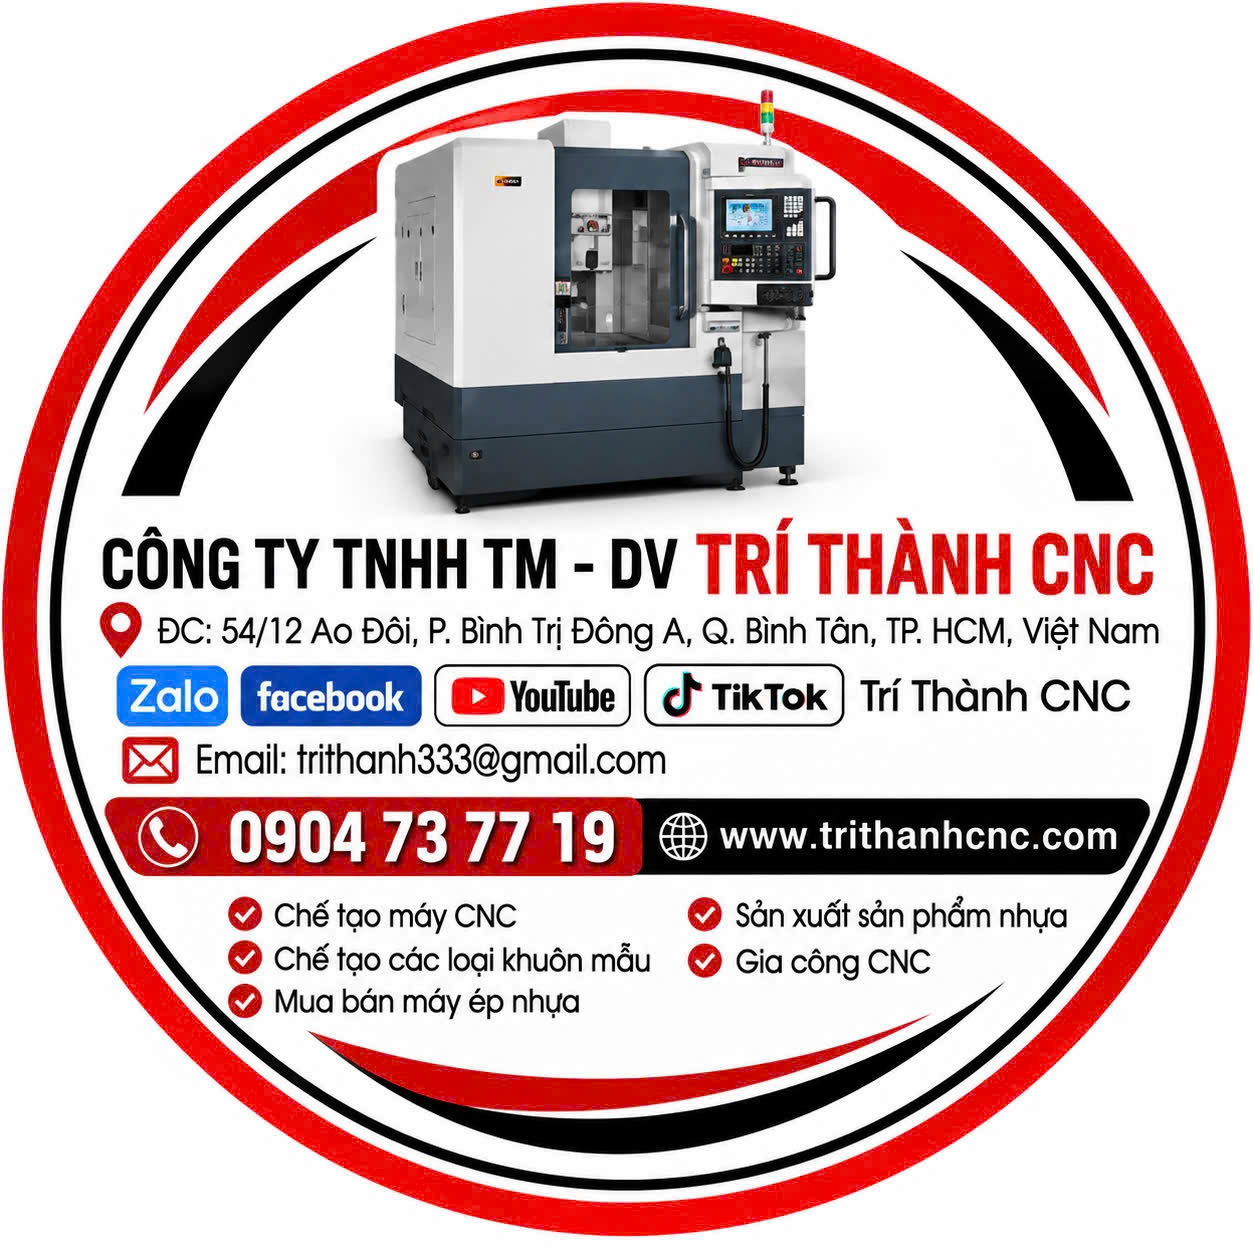 CÔNG TY TNHH TM - DV TRÍ THÀNH CNC
ĐC: 54/12 Ao Đôi, P. Bình Trị Đông A, Q. Bình Tân, TP. HCM, Việt Nam
Zalo facebook YouTube TikTok Trí Thành CNC
Email: trithanh333@gmail.com
0904 73 77 19 www.trithanhcnc.com
Chế tạo máy CNC
Chế tạo các loại khuôn mẫu
Mua bán máy ép nhựa
Sản xuất sản phẩm nhựa
Gia công CNC